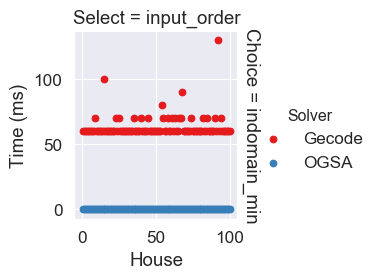 Select = input_order
Choice = indomain_min
Time (ms)
100
50
0
0
50
100
House
Solver
Gecode
OGSA